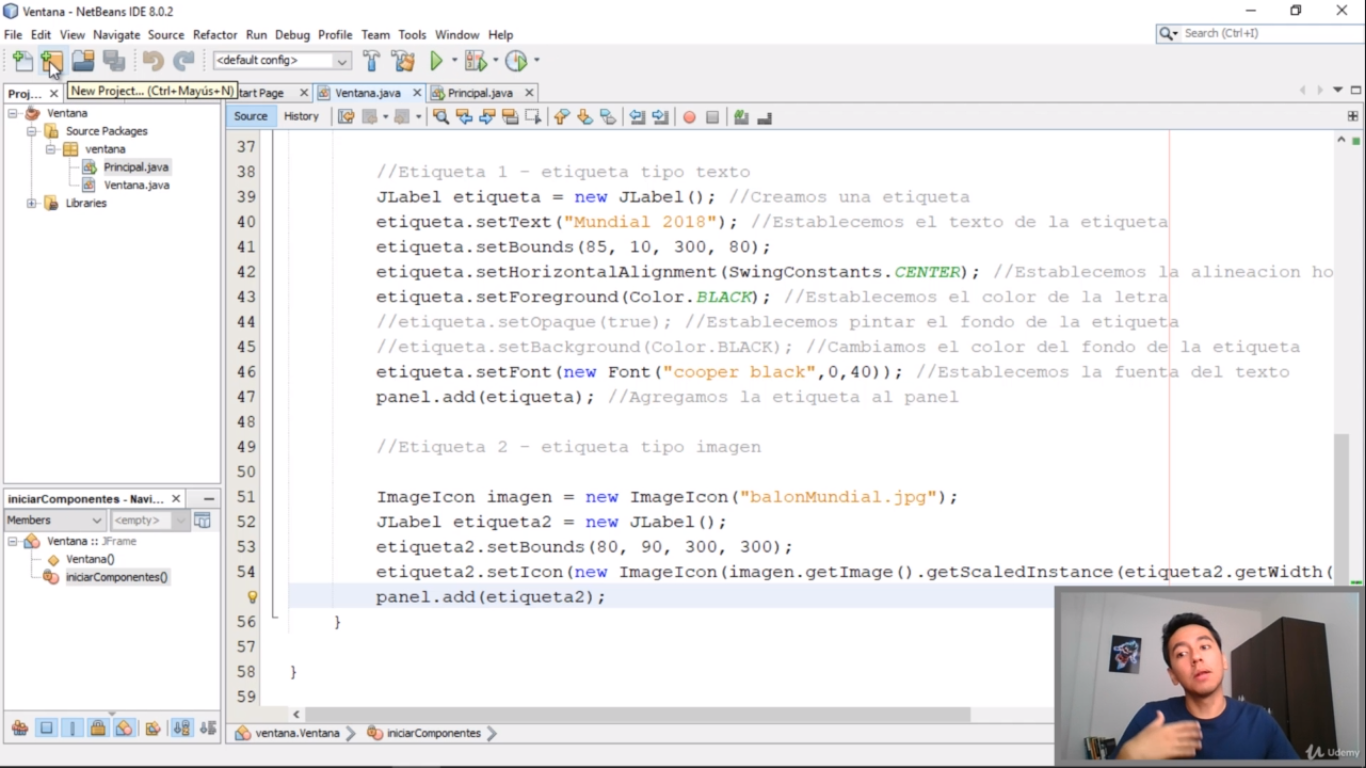 Ventana - NetBeans IDE 8.0.2
File Edit View Navigate Source Refactor Run Debug Profile Team Tools Window Help
Search (Ctrl+I)
<default config>
New Project... (Ctrl+Mayús+N)
Proj... tart Page Ventana.java Principal.java
Source History
Ventana
Source Packages
ventana
Principal.java
Ventana.java
Libraries
37
38 //Etiqueta 1 - etiqueta tipo texto
39 JLabel etiqueta = new JLabel(); //Creamos una etiqueta
40 etiqueta.setText("Mundial 2018"); //Establecemos el texto de la etiqueta
41 etiqueta.setBounds(85, 10, 300, 80);
42 etiqueta.setHorizontalAlignment(SwingConstants.CENTER); //Establecemos la alineacion ho
43 etiqueta.setForeground(Color.BLACK); //Establecemos el color de la letra
44 //etiqueta.setOpaque(true); //Establecemos pintar el fondo de la etiqueta
45 //etiqueta.setBackground(Color.BLACK); //Cambiamos el color del fondo de la etiqueta
46 etiqueta.setFont(new Font("cooper black",0,40)); //Establecemos la fuenta del texto
47 panel.add(etiqueta); //Agregamos la etiqueta al panel
48
49 //Etiqueta 2 - etiqueta tipo imagen
50
51 ImageIcon imagen = new ImageIcon("balonMundial.jpg");
52 JLabel etiqueta2 = new JLabel();
53 etiqueta2.setBounds(80, 90, 300, 300);
54 etiqueta2.setIcon(new ImageIcon(imagen.getImage().getScaledInstance(etiqueta2.getWidth(
panel.add(etiqueta2);
56 }
57
58 }
59
iniciarComponentes - Navi...
Members <empty>
Ventana :: JFrame
Ventana()
iniciarComponentes()
ventana.Ventana iniciarComponentes
Udemy